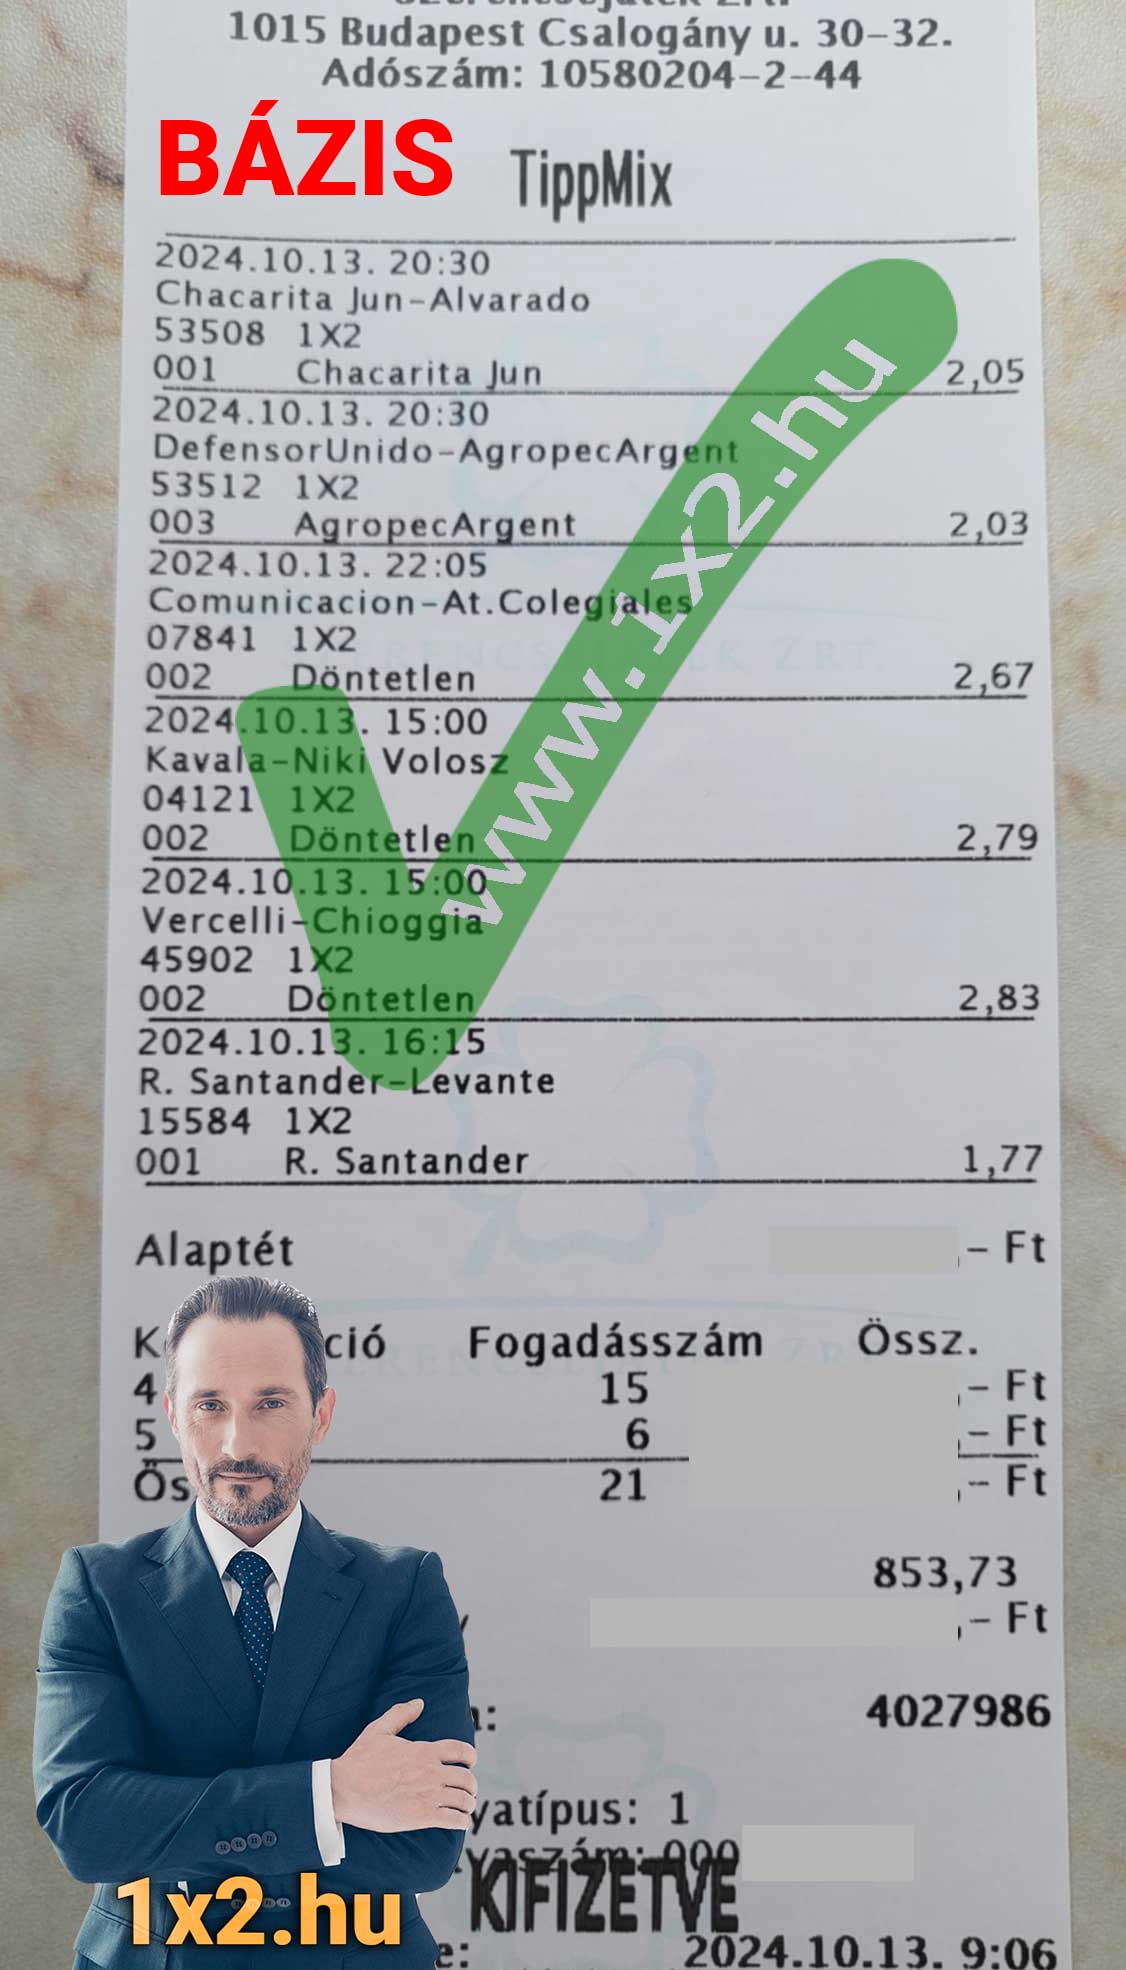 1015 Budapest Csalogány u. 30-32.
Adószám: 10580204-2-44
BÁZIS
TippMix
2024.10.13. 20:30
Chacarita Jun-Alvarado
53508 1X2
001 Chacarita Jun 2,05
2024.10.13. 20:30
DefensorUnido-AgropecArgent
53512 1X2
003 AgropecArgent 2,03
2024.10.13. 22:05
Comunicacion-At.Colegiales
07841 1X2
002 Döntetlen 2,67
2024.10.13. 15:00
Kavala-Niki Volosz
04121 1X2
002 Döntetlen 2,79
2024.10.13. 15:00
Vercelli-Chioggia
45902 1X2
002 Döntetlen 2,83
2024.10.13. 16:15
R. Santander-Levante
15584 1X2
001 R. Santander 1,77
www.1x2.hu
Alaptét ,- Ft
Fogadásszám Össz.
4 15 ,- Ft
5 6 ,- Ft
21 ,- Ft
853,73
,- Ft
4027986
1
000
KIFIZETVE
2024.10.13. 9:06
1x2.hu